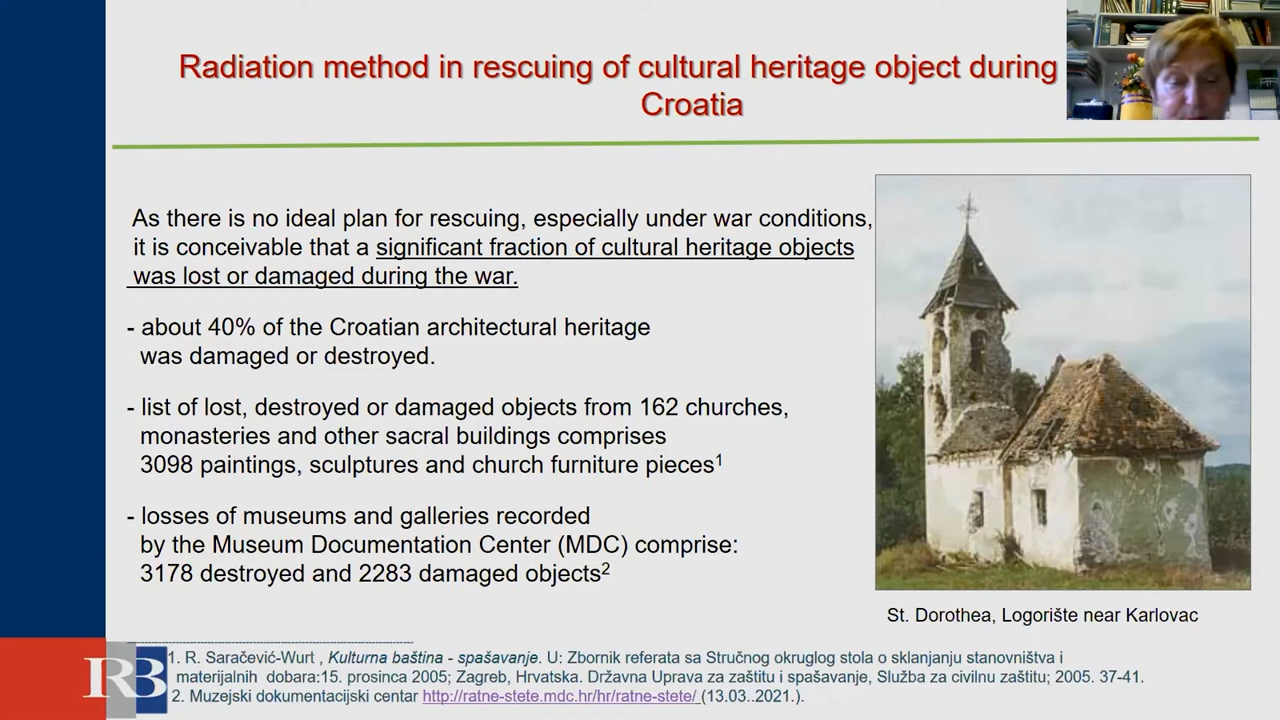 Radiation method in rescuing of cultural heritage object during
Croatia
As there is no ideal plan for rescuing, especially under war conditions,
it is conceivable that a significant fraction of cultural heritage objects
was lost or damaged during the war.
- about 40% of the Croatian architectural heritage
was damaged or destroyed.
- list of lost, destroyed or damaged objects from 162 churches,
monasteries and other sacral buildings comprises
3098 paintings, sculptures and church furniture pieces1
- losses of museums and galleries recorded
by the Museum Documentation Center (MDC) comprise:
3178 destroyed and 2283 damaged objects2
St. Dorothea, Logorište near Karlovac
1. R. Saračević-Wurt , Kulturna baština - spašavanje. U: Zbornik referata sa Stručnog okruglog stola o sklanjanju stanovništva i
materijalnih dobara:15. prosinca 2005; Zagreb, Hrvatska. Državna Uprava za zaštitu i spašavanje, Služba za civilnu zaštitu; 2005. 37-41.
2. Muzejski dokumentacijski centar http://ratne-stete.mdc.hr/hr/ratne-stete/ (13.03..2021.).
RB